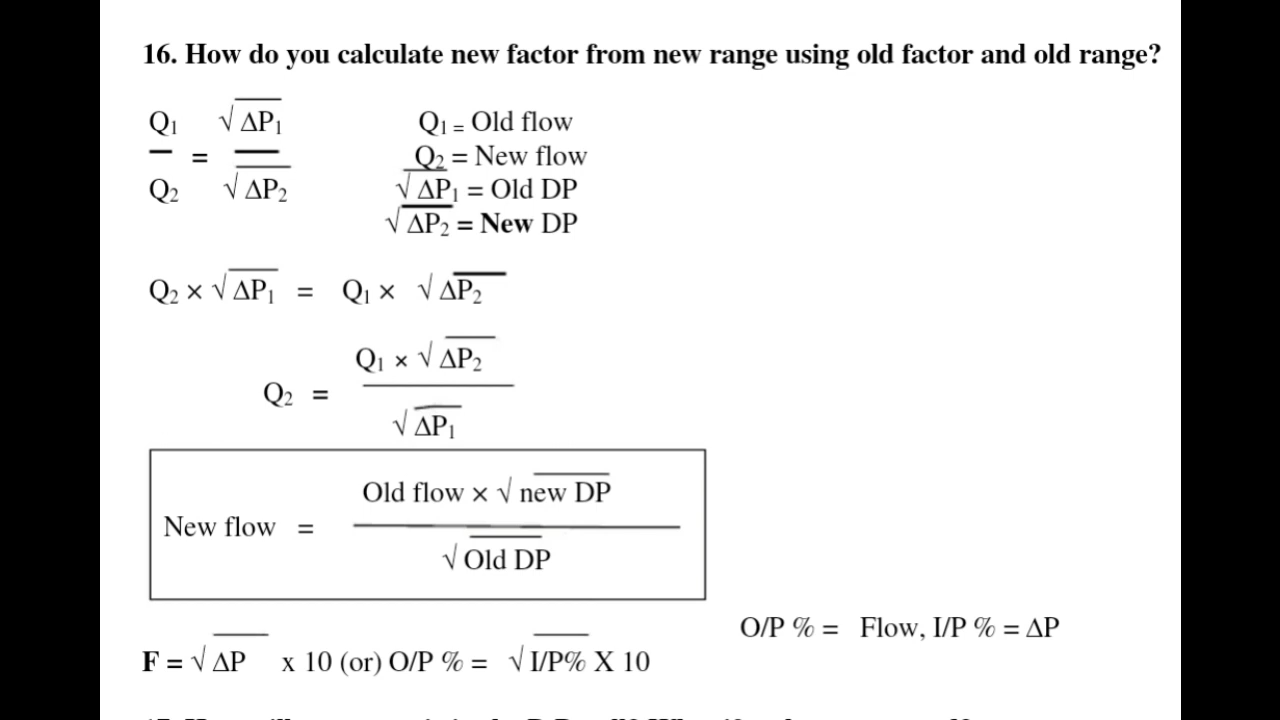 16. How do you calculate new factor from new range using old factor and old range?
Q₁ √ΔP₁ Q₁ = Old flow
— = — Q₂ = New flow
Q₂ √ΔP₂ √ΔP₁ = Old DP
√ΔP₂ = New DP
Q₂ × √ΔP₁ = Q₁ × √ΔP₂
Q₁ × √ΔP₂
Q₂ =
√ΔP₁
Old flow × √new DP
New flow =
√Old DP
O/P % = Flow, I/P % = ΔP
F = √ΔP x 10 (or) O/P % = √I/P% X 10